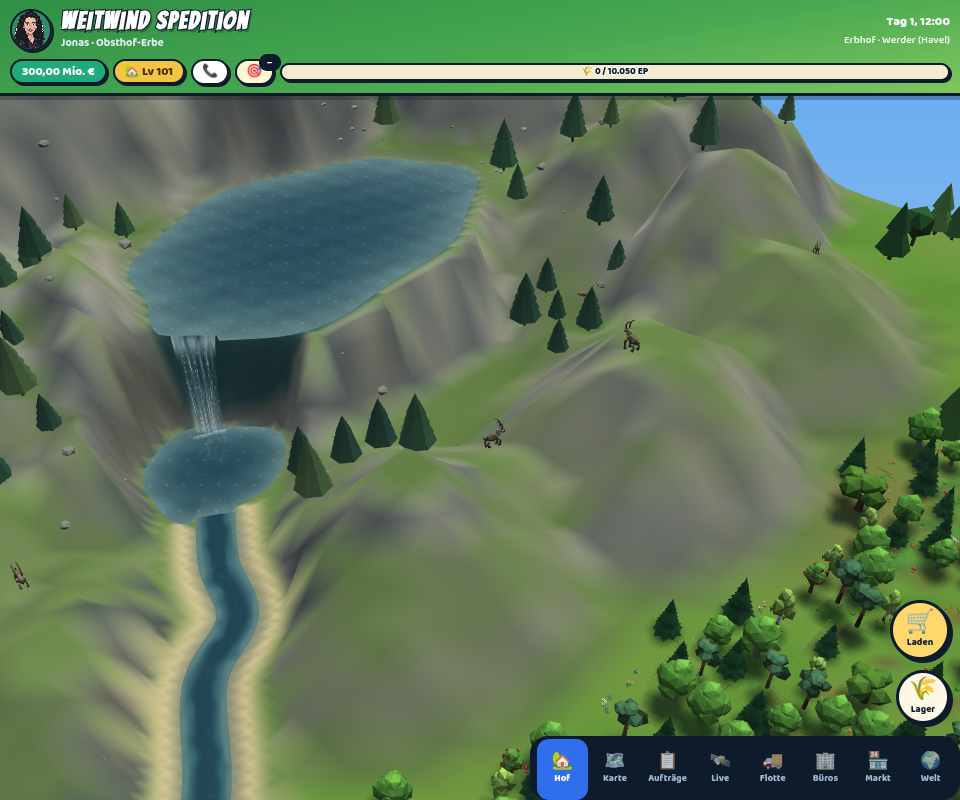 WEITWIND SPEDITION
Jonas · Obsthof-Erbe
Tag 1, 12:00
Erbhof · Werder (Havel)
300,00 Mio. €
Lv 101
–
0 / 10.050 EP
Laden
Lager
Hof
Karte
Aufträge
Live
Flotte
Büros
Markt
Welt